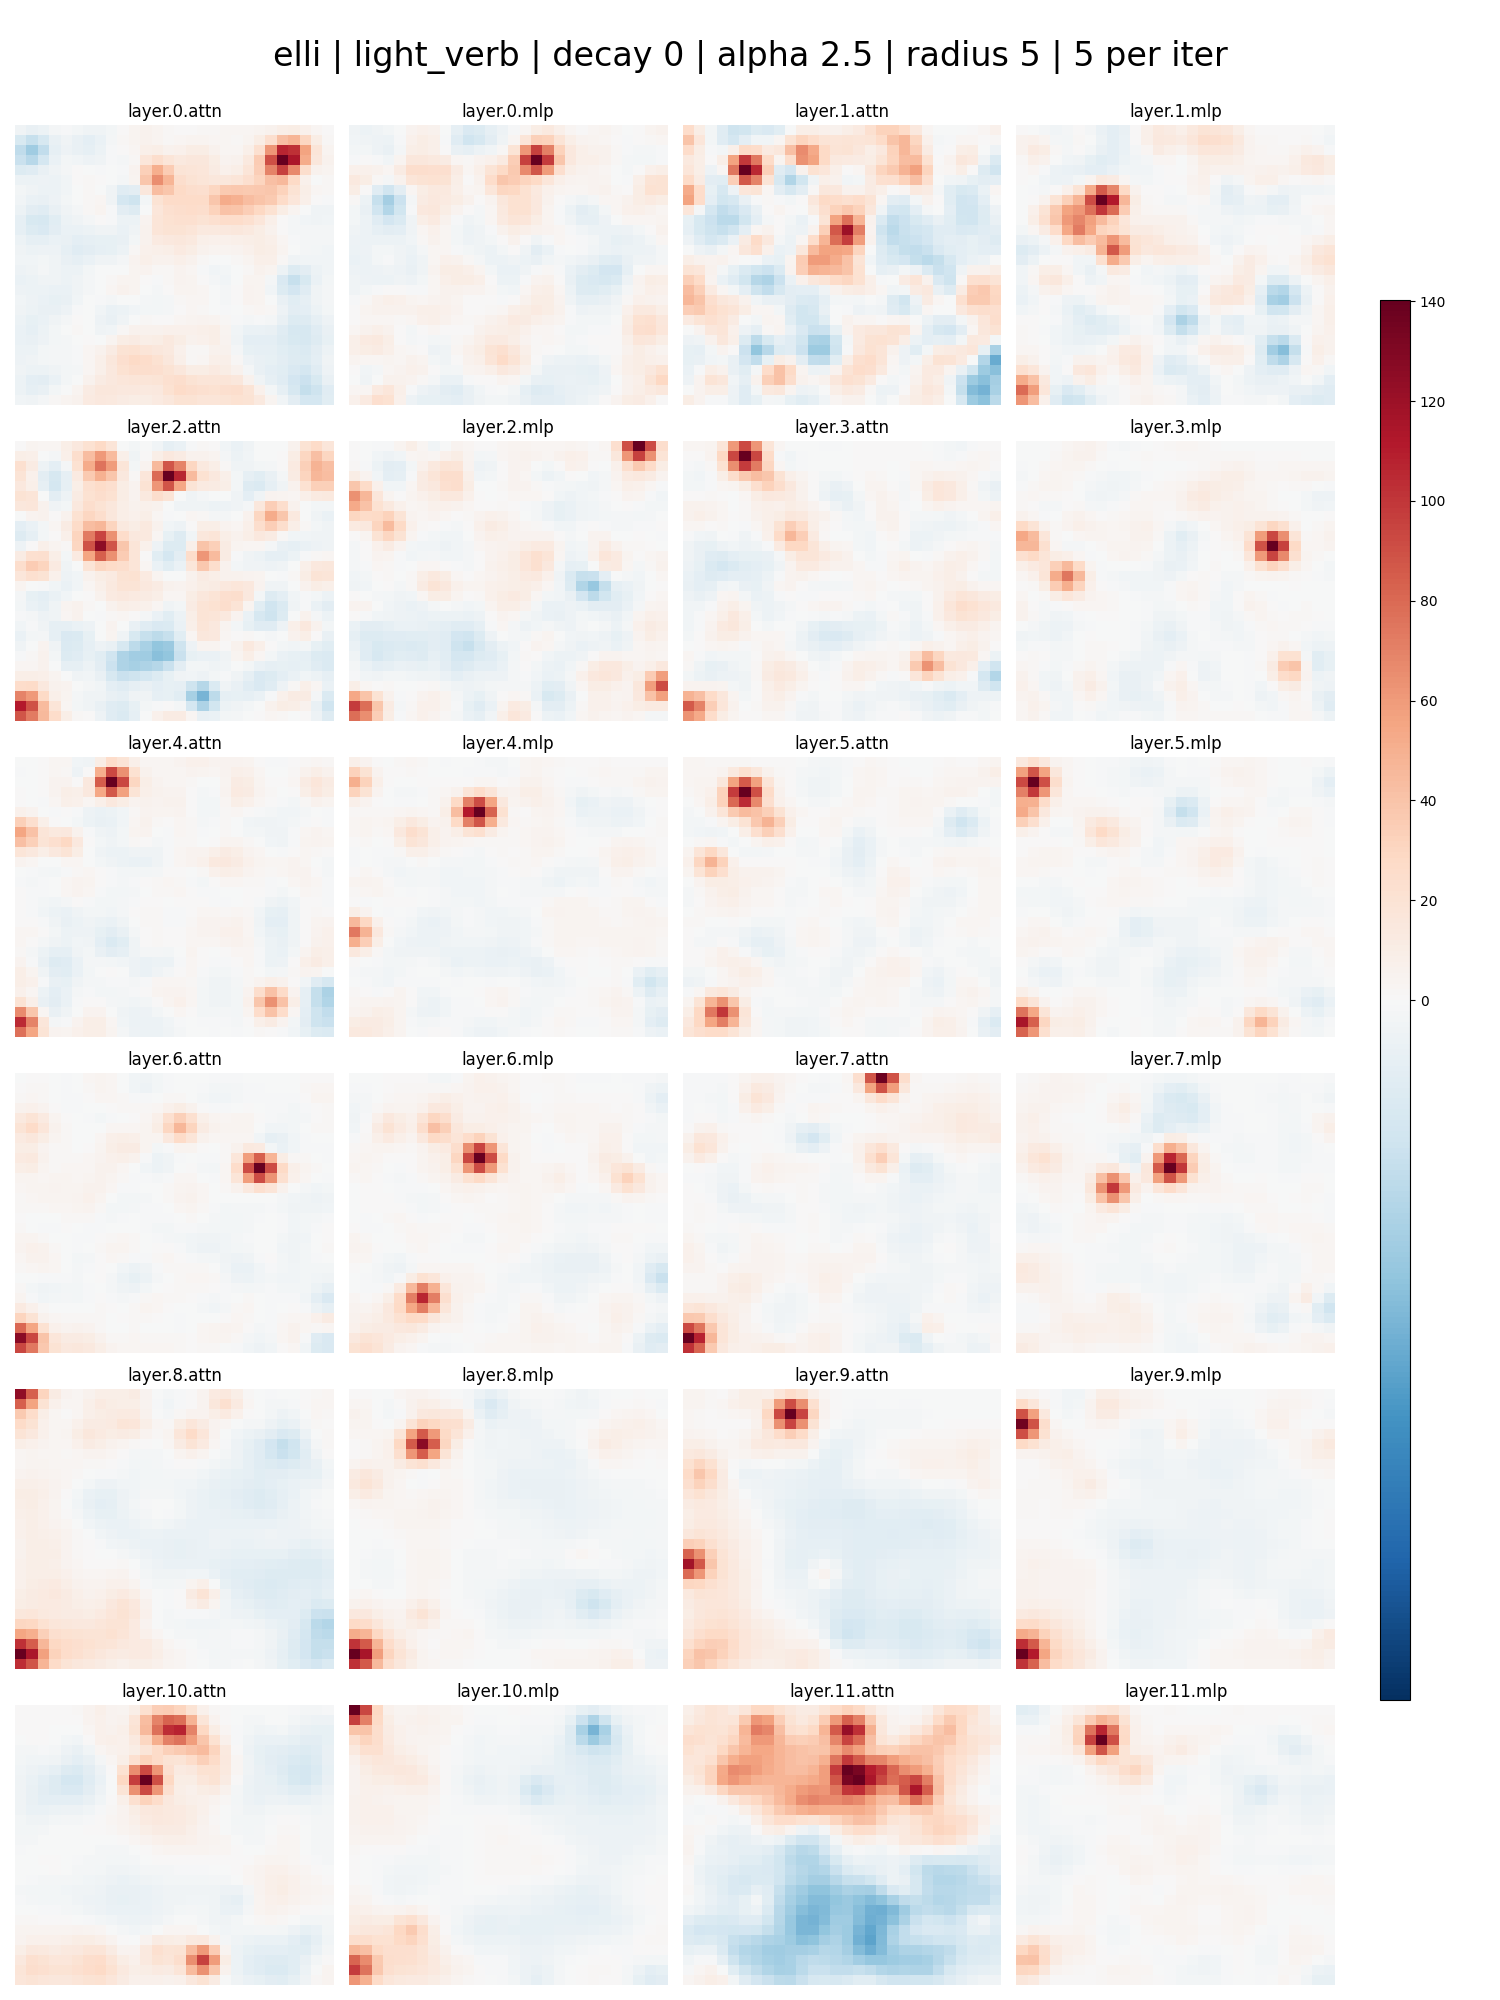 elli | light_verb | decay 0 | alpha 2.5 | radius 5 | 5 per iter
layer.0.attn
layer.0.mlp
layer.1.attn
layer.1.mlp
layer.2.attn
layer.2.mlp
layer.3.attn
layer.3.mlp
layer.4.attn
layer.4.mlp
layer.5.attn
layer.5.mlp
layer.6.attn
layer.6.mlp
layer.7.attn
layer.7.mlp
layer.8.attn
layer.8.mlp
layer.9.attn
layer.9.mlp
layer.10.attn
layer.10.mlp
layer.11.attn
layer.11.mlp
140
120
100
80
60
40
20
0